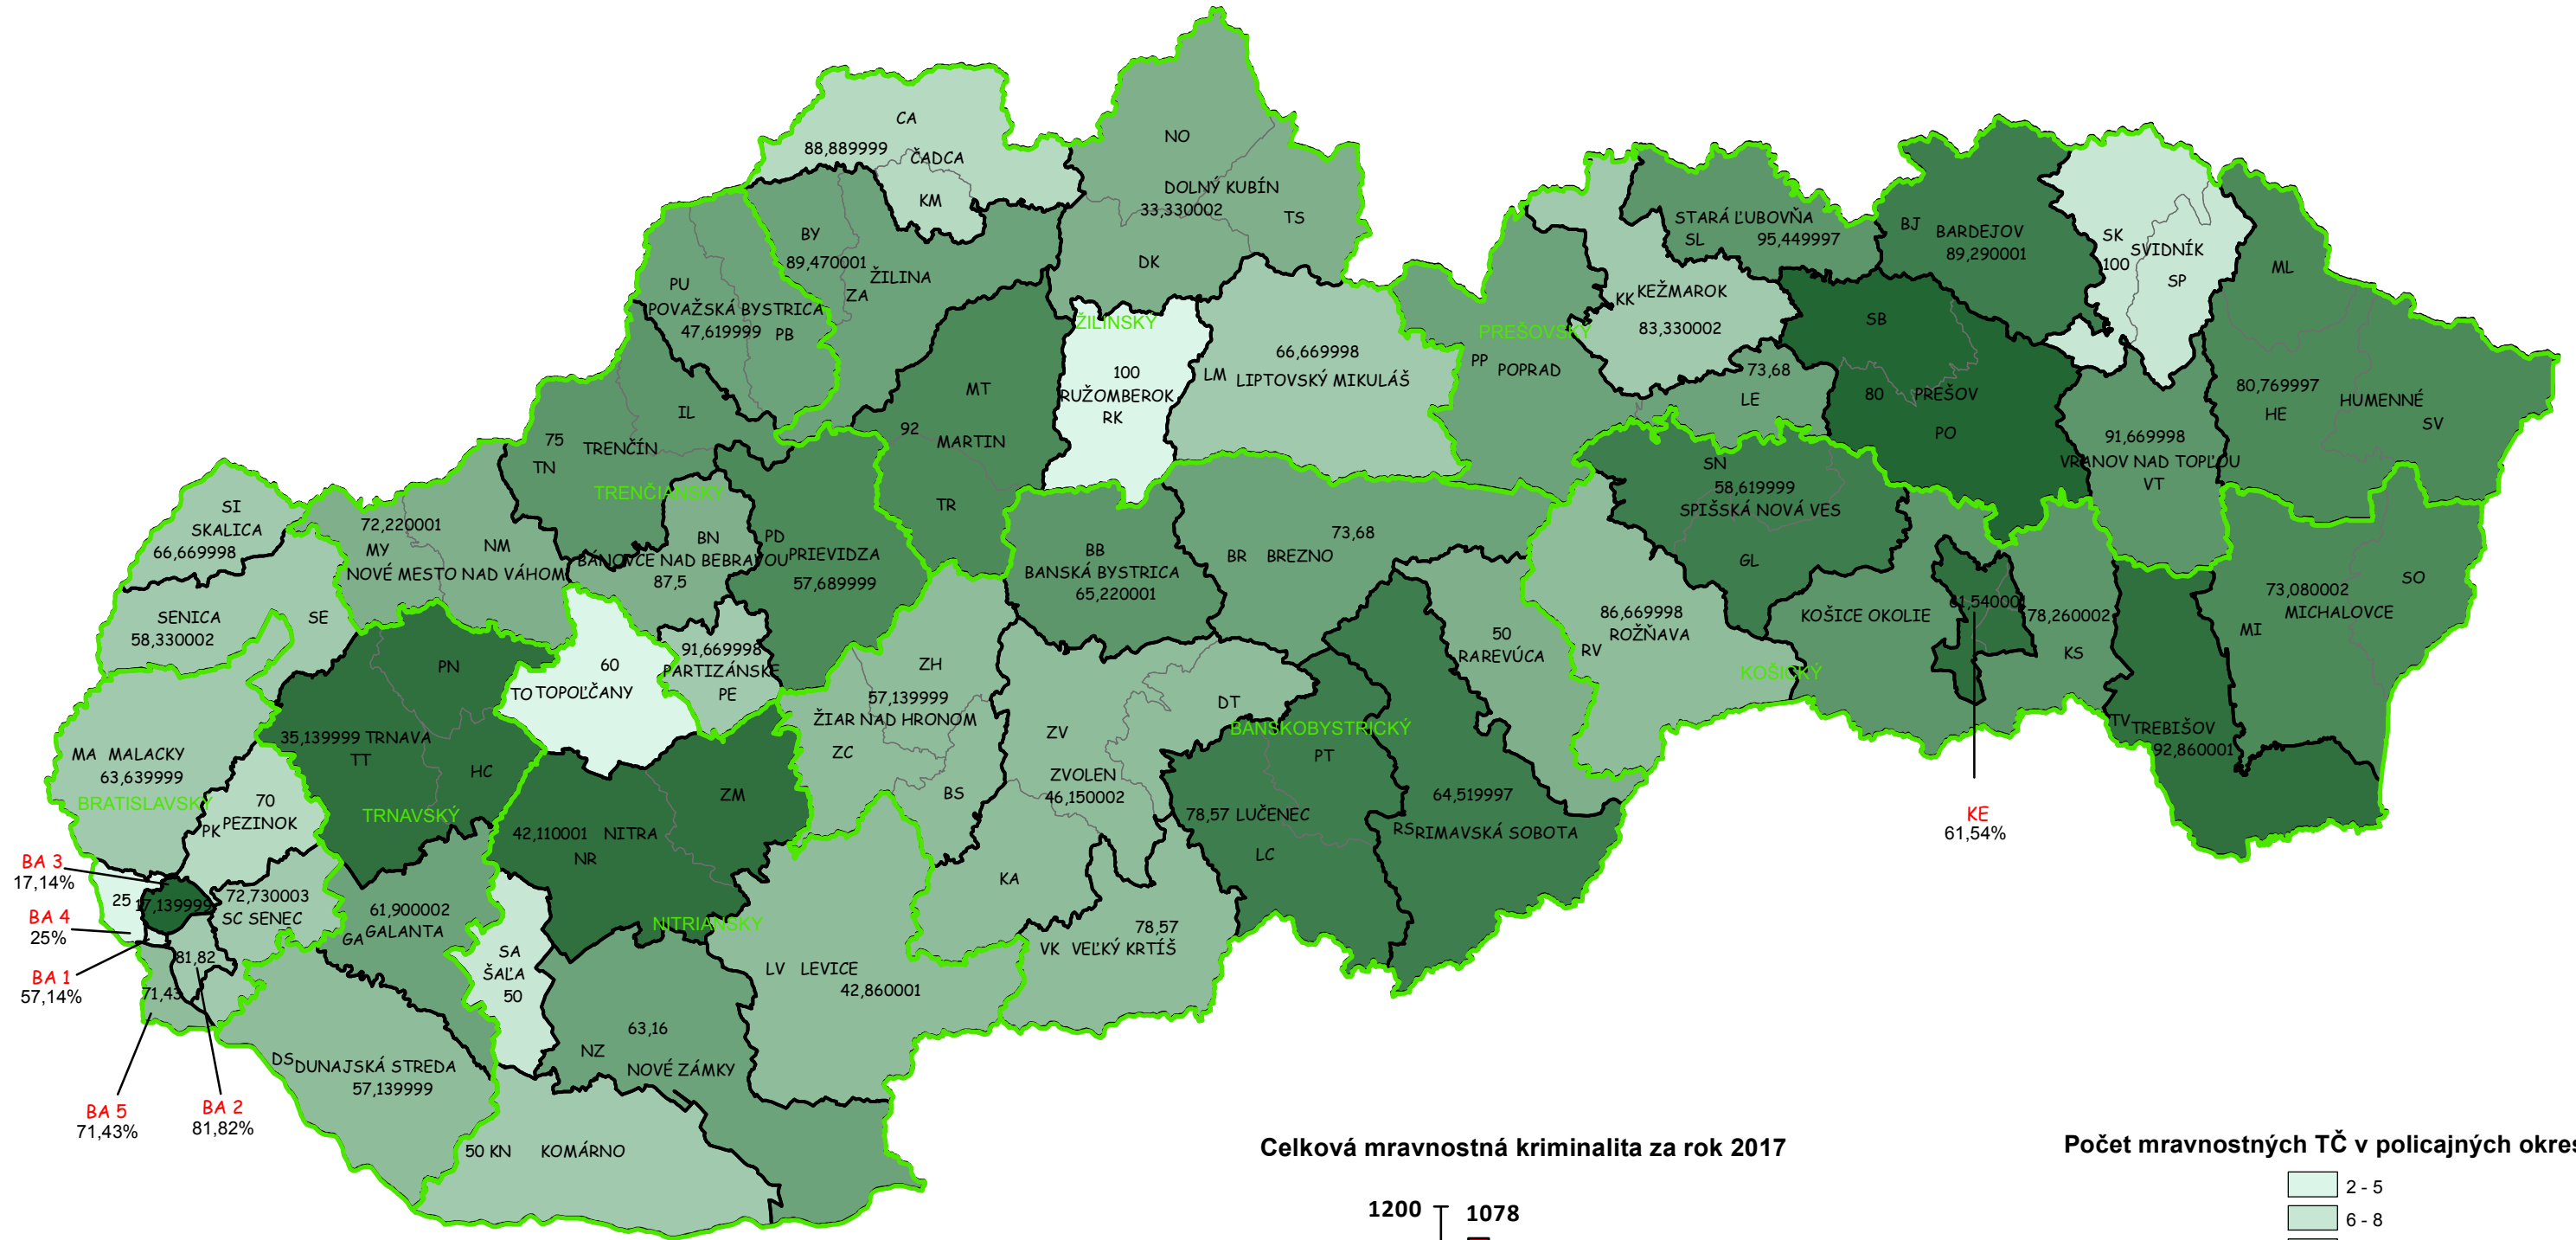 CA
88,889999
ČADCA
KM
NO
DOLNÝ KUBÍN
33,330002
TS
DK
BY
89,470001
ŽILINA
ZA
PU
POVAŽSKÁ BYSTRICA
47,619999
PB
STARÁ ĽUBOVŇA
SL
95,449997
BJ
BARDEJOV
89,290001
SK
SVIDNÍK
100
SP
ML
KK
KEŽMAROK
83,330002
PREŠOVSKÝ
PP
POPRAD
73,68
LE
SB
80
PREŠOV
PO
80,769997
HE
HUMENNÉ
SV
91,669998
VRANOV NAD TOPĽOU
VT
ŽILINSKÝ
100
RUŽOMBEROK
RK
66,669998
LM
LIPTOVSKÝ MIKULÁŠ
MT
92
MARTIN
TR
IL
75
TRENČÍN
TN
TRENČIANSKY
SI
SKALICA
66,669998
72,220001
MY
NM
NOVÉ MESTO NAD VÁHOM
BN
BÁNOVCE NAD BEBRAVOU
87,5
PD
PRIEVIDZA
57,689999
BB
BANSKÁ BYSTRICA
65,220001
73,68
BR
BREZNO
SN
58,619999
SPIŠSKÁ NOVÁ VES
GL
SENICA
58,330002
SE
PN
35,139999 TRNAVA
TT
HC
TRNAVSKÝ
60
TO
TOPOĽČANY
91,669998
PARTIZÁNSKE
PE
ZH
57,139999
ŽIAR NAD HRONOM
ZC
BS
ZV
DT
ZVOLEN
46,150002
KA
BANSKOBYSTRICKÝ
PT
78,57 LUČENEC
LC
50
RAREVÚCA
64,519997
RS
RIMAVSKÁ SOBOTA
86,669998
ROŽŇAVA
RV
KOŠICKÝ
KOŠICE OKOLIE
61,540001
78,260002
KS
KE
61,54%
TV
TREBIŠOV
92,860001
73,080002
MICHALOVCE
MI
SO
MA MALACKY
63,639999
BRATISLAVSKÝ
70
PK
PEZINOK
BA 3
17,14%
BA 4
25%
BA 1
57,14%
25
17,139999
72,730003
SC SENEC
81,82
71,43
BA 5
71,43%
BA 2
81,82%
61,900002
GA
GALANTA
DS
DUNAJSKÁ STREDA
57,139999
SA
ŠAĽA
50
42,110001 NITRA
NR
ZM
NITRIANSKY
LV LEVICE
42,860001
78,57
VK VEĽKÝ KRTÍŠ
63,16
NZ
NOVÉ ZÁMKY
50 KN KOMÁRNO
Celková mravnostná kriminalita za rok 2017
1200
1078
Počet mravnostných TČ v policajných okres
2 - 5
6 - 8